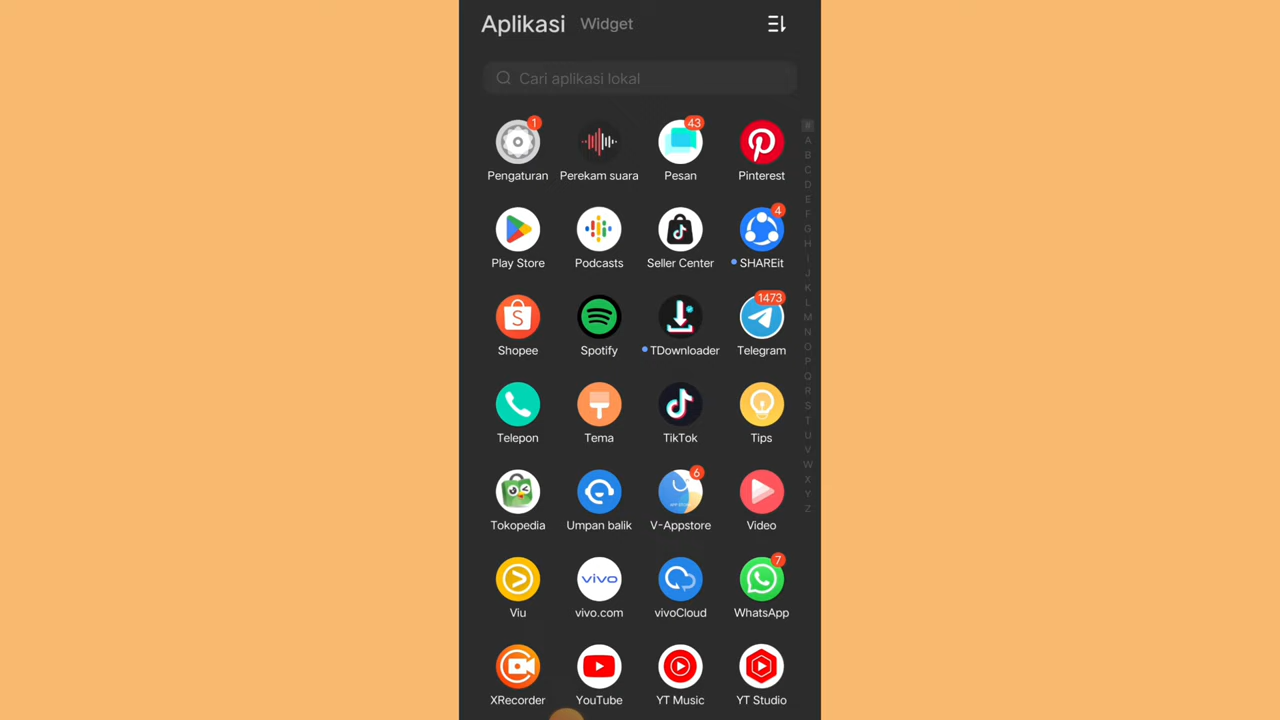 Aplikasi Widget
Cari aplikasi lokal
1 43
Pengaturan Perekam suara Pesan Pinterest
4
Play Store Podcasts Seller Center SHAREit
1473
Shopee Spotify TDownloader Telegram
Telepon Tema TikTok Tips
6
Tokopedia Umpan balik V-Appstore Video
7
vivo
Viu vivo.com vivoCloud WhatsApp
XRecorder YouTube YT Music YT Studio
#
A
B
C
D
E
F
G
H
I
J
K
L
M
N
O
P
Q
R
S
T
U
V
W
X
Y
Z